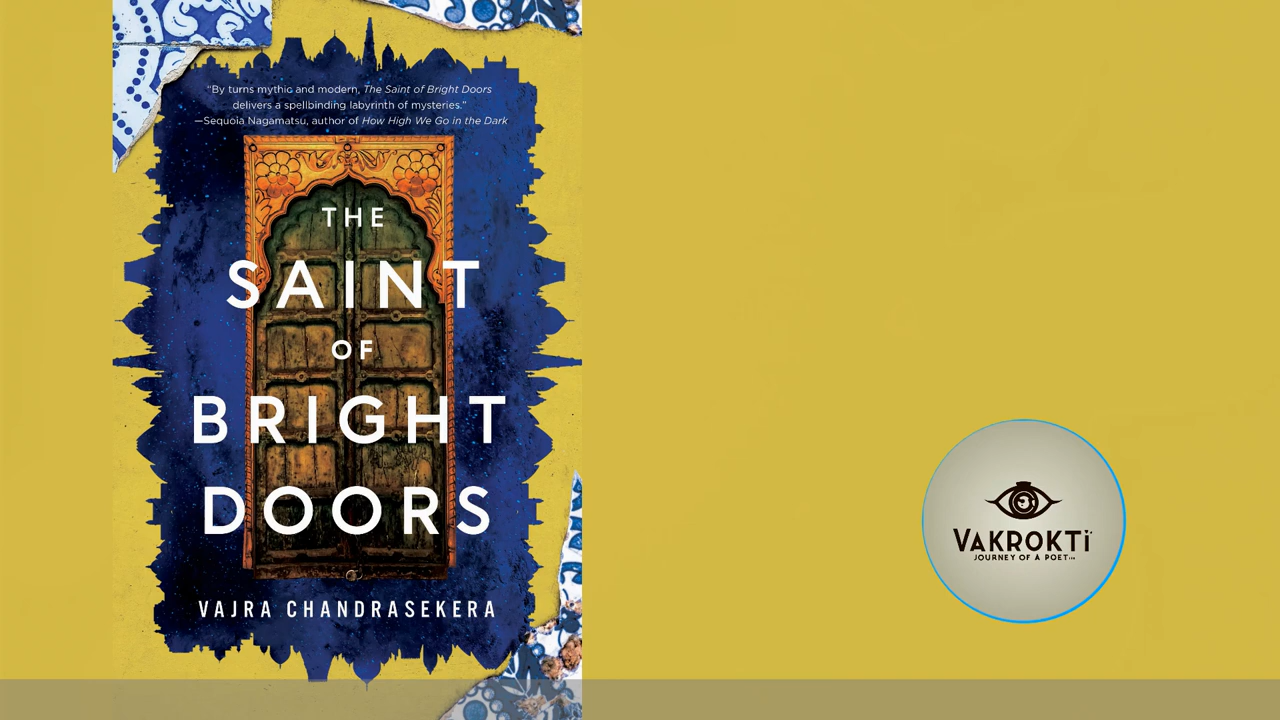 “By turns mythic and modern, The Saint of Bright Doors
delivers a spellbinding labyrinth of mysteries.”
—Sequoia Nagamatsu, author of How High We Go in the Dark
THE
SAINT
OF
BRIGHT
DOORS
VAJRA CHANDRASEKERA
VAKROKTi
JOURNEY OF A POET...